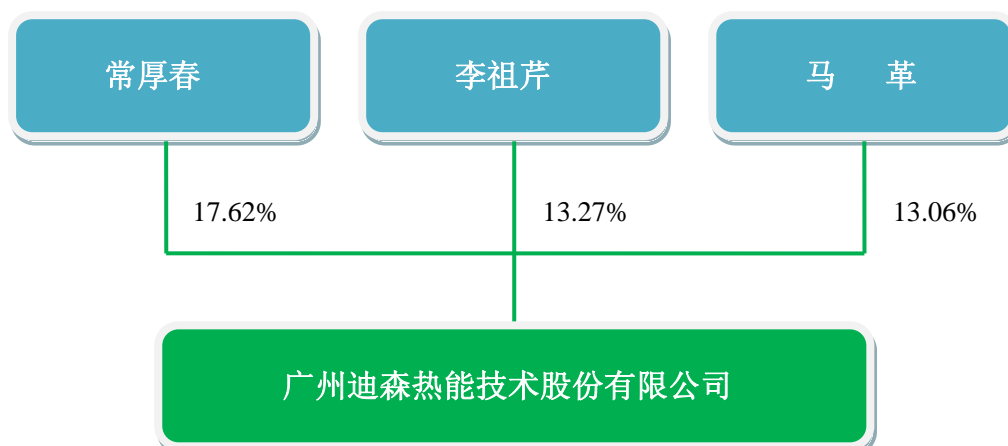 常厚春
李祖芹
马 革
17.62%
13.27%
13.06%
广州迪森热能技术股份有限公司